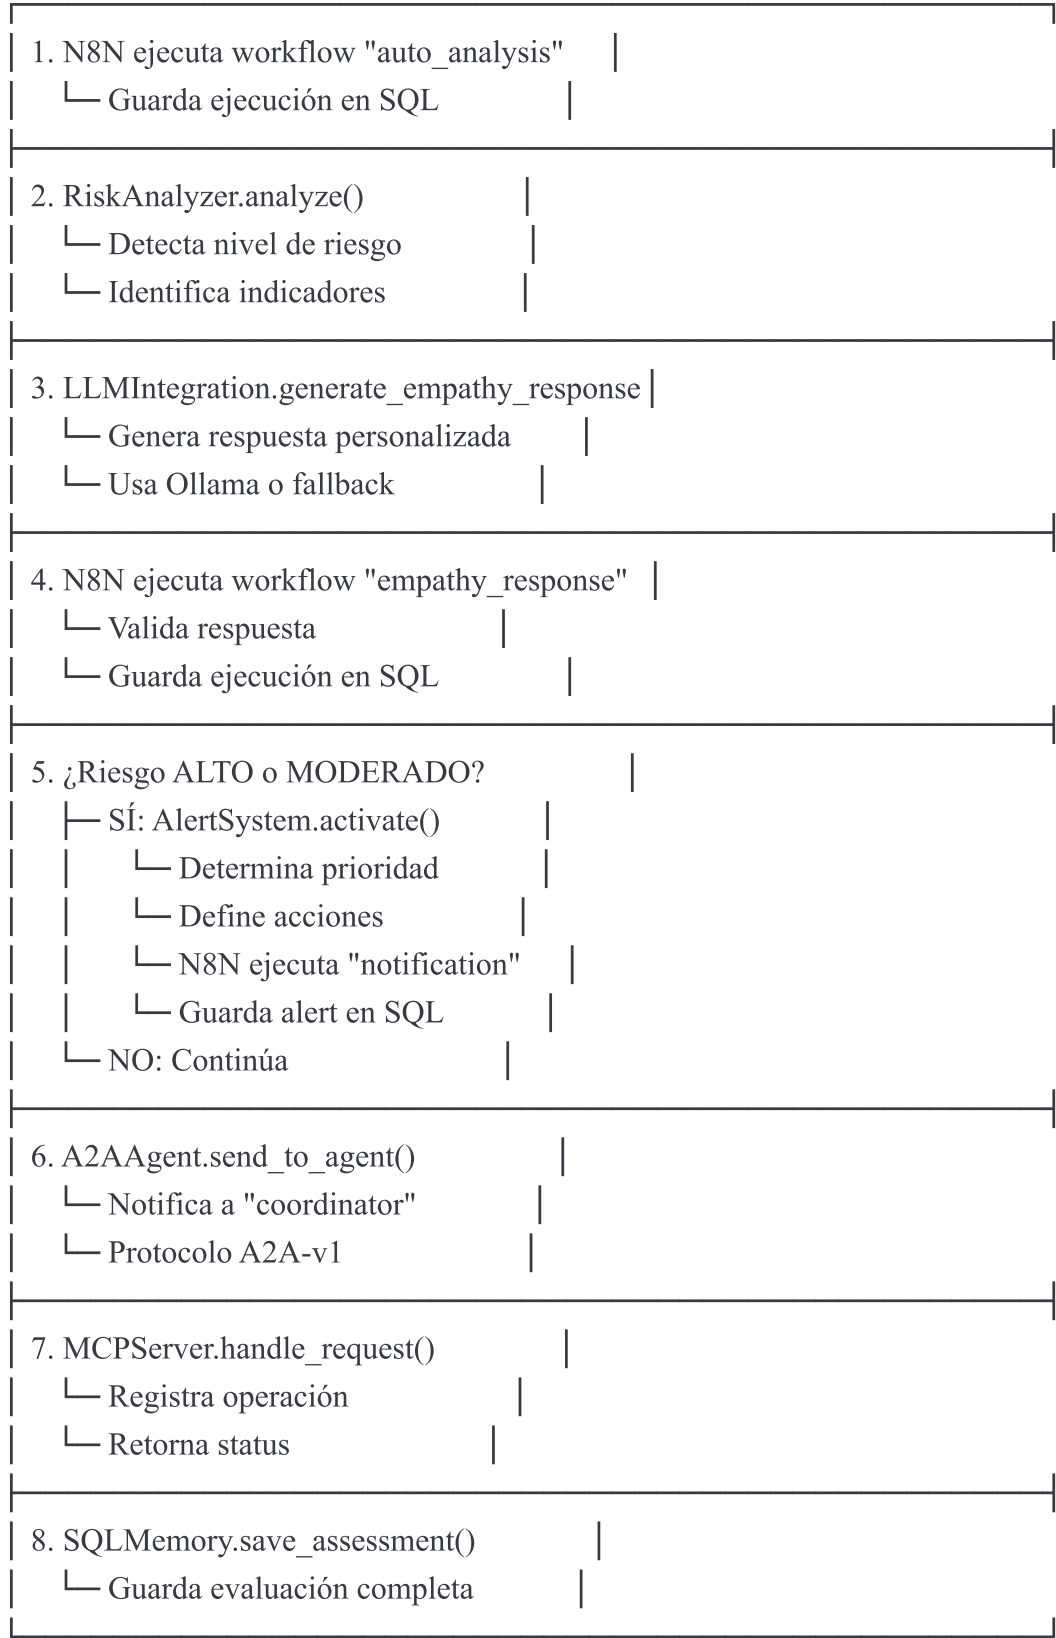 1. N8N ejecuta workflow "auto_analysis"
└─ Guarda ejecución en SQL
2. RiskAnalyzer.analyze()
└─ Detecta nivel de riesgo
└─ Identifica indicadores
3. LLMIntegration.generate_empathy_response
└─ Genera respuesta personalizada
└─ Usa Ollama o fallback
4. N8N ejecuta workflow "empathy_response"
└─ Valida respuesta
└─ Guarda ejecución en SQL
5. ¿Riesgo ALTO o MODERADO?
├─ SÍ: AlertSystem.activate()
│ └─ Determina prioridad
│ └─ Define acciones
│ └─ N8N ejecuta "notification"
│ └─ Guarda alert en SQL
└─ NO: Continúa
6. A2AAgent.send_to_agent()
└─ Notifica a "coordinator"
└─ Protocolo A2A-v1
7. MCPServer.handle_request()
└─ Registra operación
└─ Retorna status
8. SQLMemory.save_assessment()
└─ Guarda evaluación completa